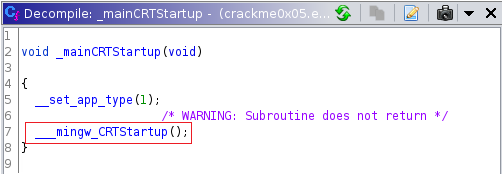 Decompile: _mainCRTStartup - (crackme0x05.e...
1
2 void _mainCRTStartup(void)
3
4 {
5 __set_app_type(1);
6 /* WARNING: Subroutine does not return */
7 ___mingw_CRTStartup();
8 }
9